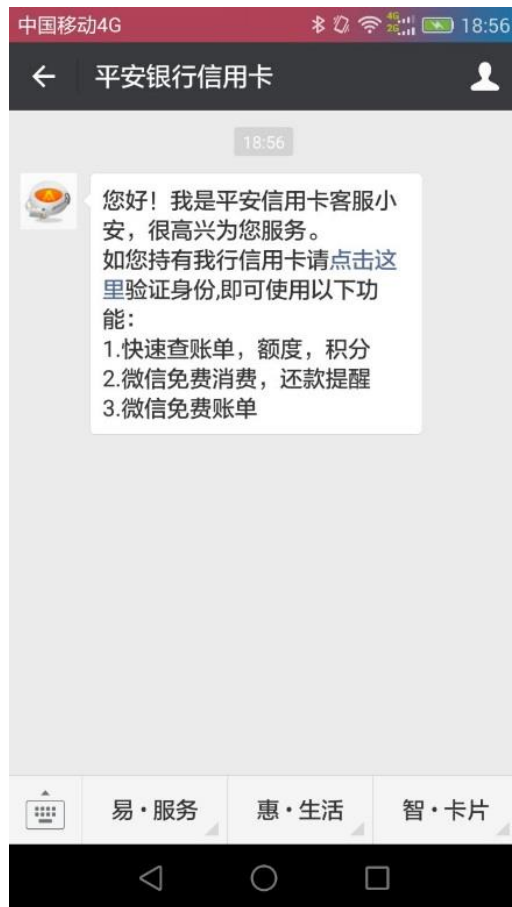 中国移动4G 4G 2G 18:56
平安银行信用卡
18:56
您好！我是平安信用卡客服小
安，很高兴为您服务。
如您持有我行信用卡请点击这
里验证身份,即可使用以下功
能：
1.快速查账单，额度，积分
2.微信免费消费，还款提醒
3.微信免费账单
易·服务 惠·生活 智·卡片